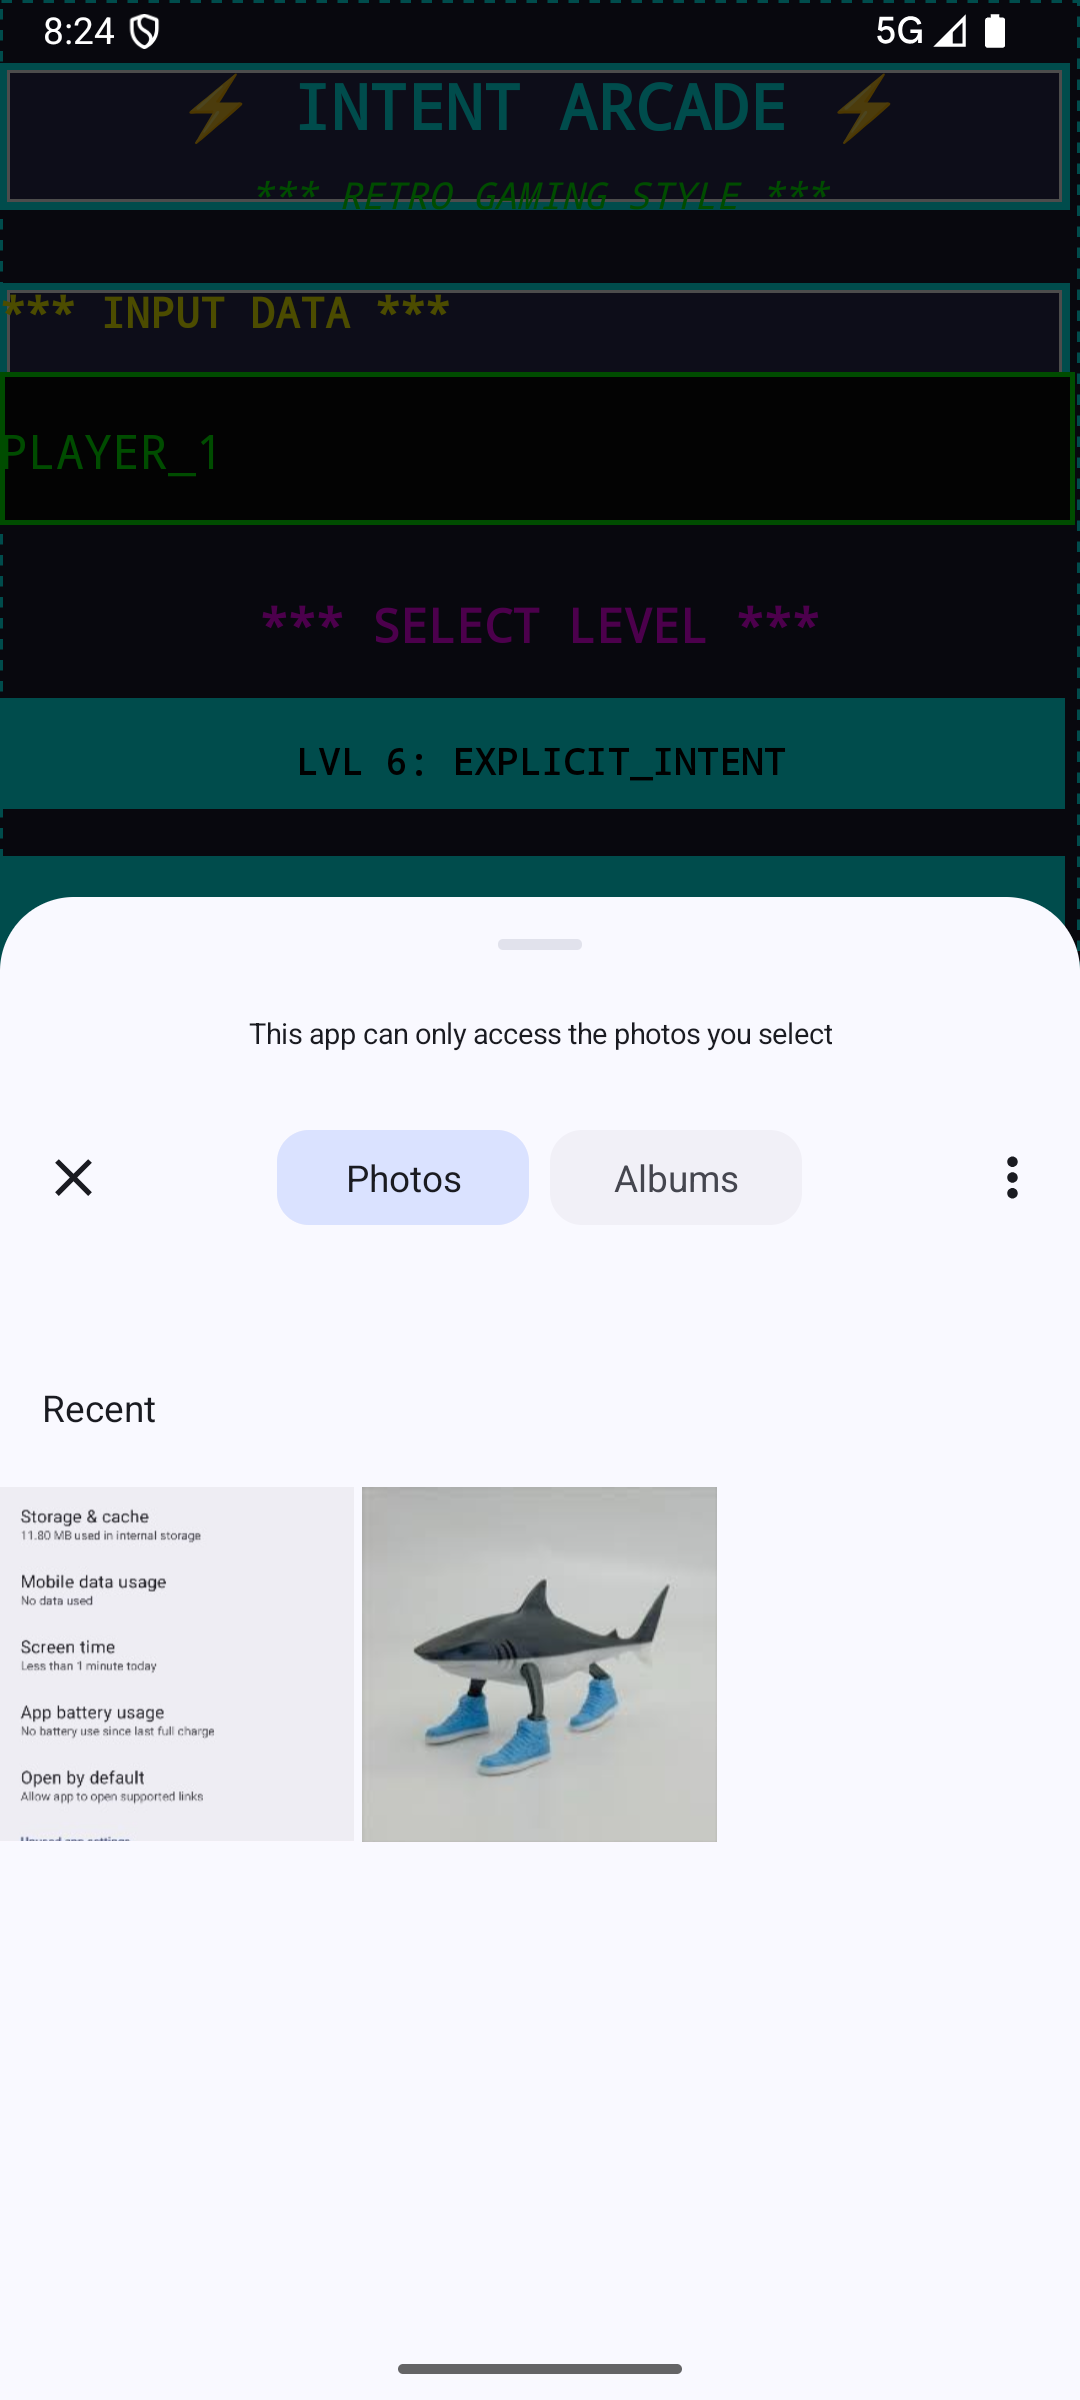 8:24
5G
⚡ INTENT ARCADE ⚡
*** RETRO GAMING STYLE ***
*** INPUT DATA ***
PLAYER_1
*** SELECT LEVEL ***
LVL 6: EXPLICIT_INTENT
This app can only access the photos you select
Photos
Albums
Recent
Storage & cache
11.80 MB used in internal storage
Mobile data usage
No data used
Screen time
Less than 1 minute today
App battery usage
No battery use since last full charge
Open by default
Allow app to open supported links